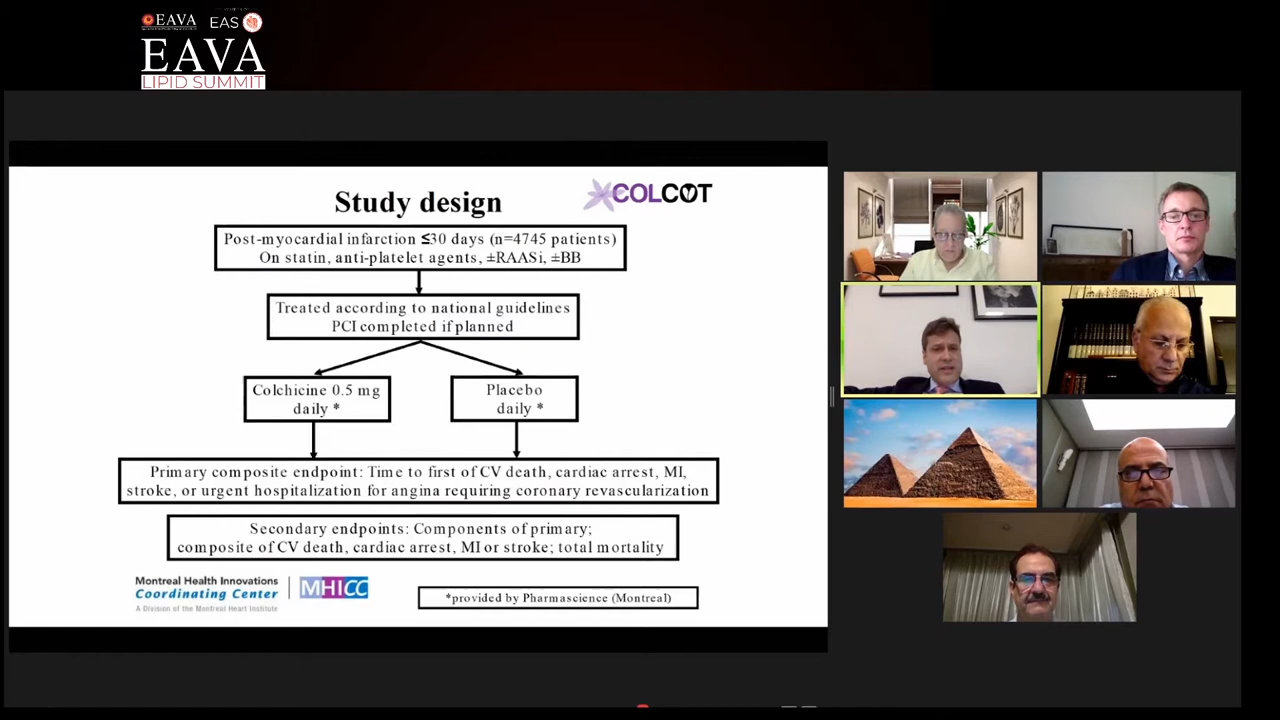 EAVA
EAS
EAVA
LIPID SUMMIT
Study design
COLCOT
Post-myocardial infarction ≤30 days (n=4745 patients)
On statin, anti-platelet agents, ±RAASi, ±BB
Treated according to national guidelines
PCI completed if planned
Colchicine 0.5 mg
daily *
Placebo
daily *
Primary composite endpoint: Time to first of CV death, cardiac arrest, MI,
stroke, or urgent hospitalization for angina requiring coronary revascularization
Secondary endpoints: Components of primary;
composite of CV death, cardiac arrest, MI or stroke; total mortality
Montreal Health Innovations
Coordinating Center
A Division of the Montreal Heart Institute
MHICC
*provided by Pharmascience (Montreal)